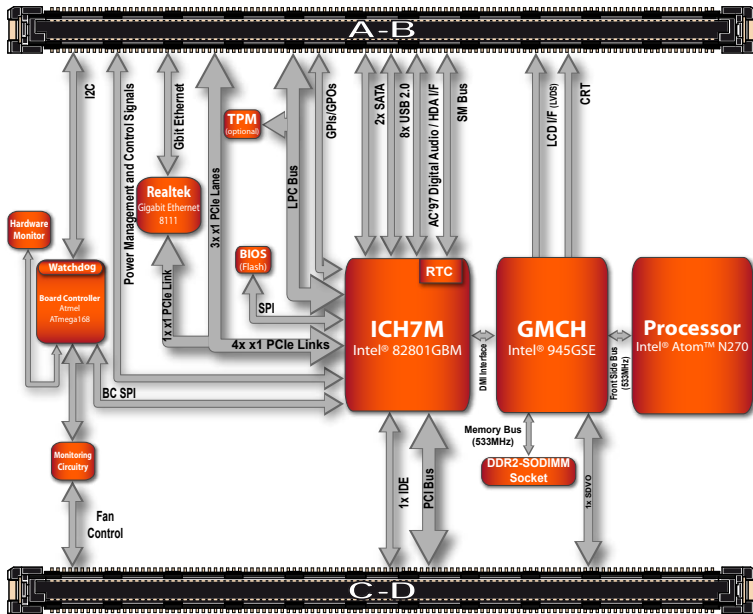 A-B
I2C
Power Management and Control Signals
Gbit Ethernet
3x x1 PCIe Lanes
TPM
(optional)
LPC Bus
GPIs/GPOs
2x SATA
8x USB 2.0
AC'97 Digital Audio / HDA I/F
SM Bus
LCD I/F (LVDS)
CRT
Realtek
Gigabit Ethernet
8111
Hardware
Monitor
Watchdog
Board Controller
Atmel
ATmega168
BIOS
(Flash)
SPI
1x x1 PCIe Link
4x x1 PCIe Links
BC SPI
RTC
ICH7M
Intel® 82801GBM
DMI Interface
GMCH
Intel® 945GSE
Front Side Bus
(533MHz)
Processor
Intel® Atom™ N270
Memory Bus
(533MHz)
DDR2-SODIMM
Socket
Monitoring
Circuitry
Fan
Control
1x IDE
PCI Bus
1x SDVO
C-D